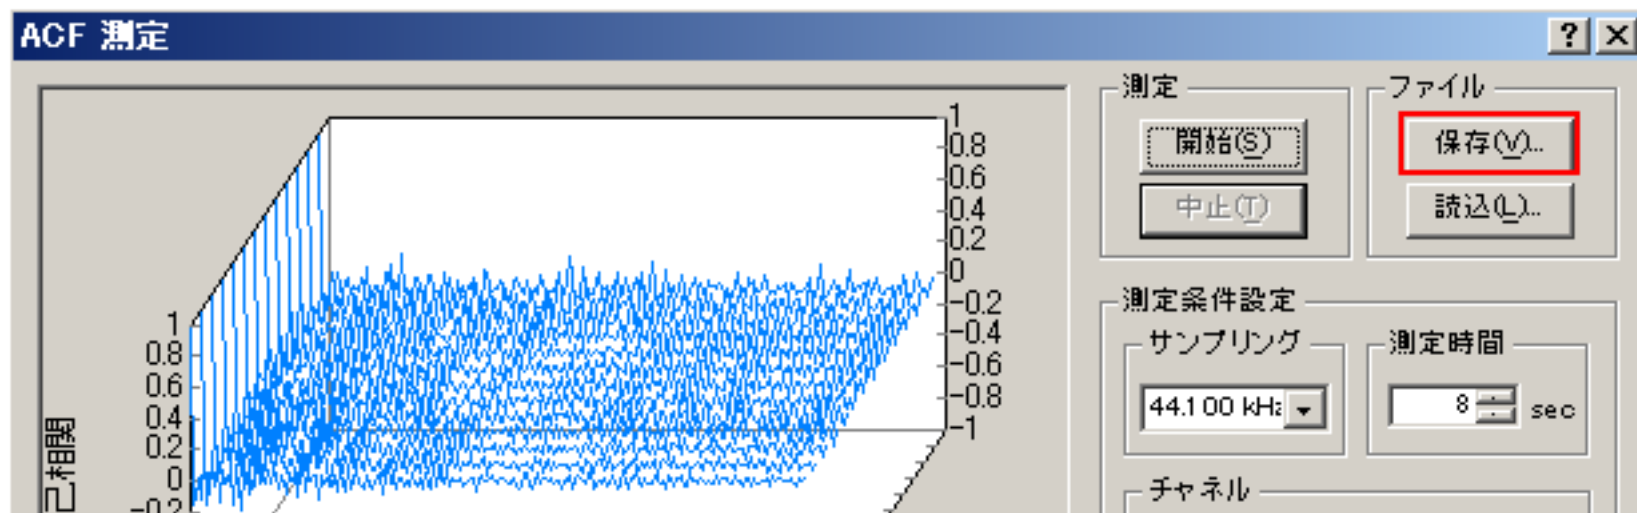 ACF 測定
測定
ファイル
開始(S)
保存(V)...
中止(T)
読込(L)...
1
0.8
0.6
0.4
0.2
0
-0.2
-0.4
-0.6
-0.8
-1
1
0.8
0.6
0.4
0.2
0
-0.2
己相関
測定条件設定
サンプリング
測定時間
44.100 kHz
8 sec
チャネル